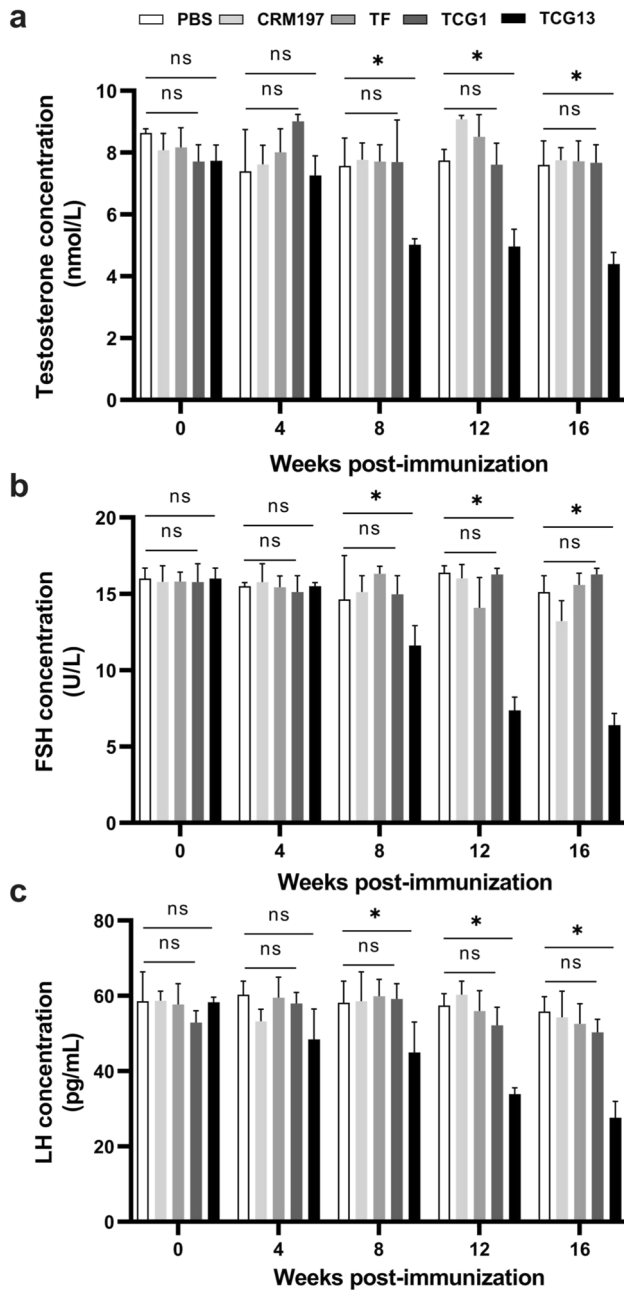 a
PBS CRM197 TF TCG1 TCG13
ns ns * * *
ns ns ns ns ns
Testosterone concentration
(nmol/L)
10
8
6
4
2
0
0 4 8 12 16
Weeks post-immunization
b
ns ns * * *
ns ns ns ns ns
FSH concentration
(U/L)
20
15
10
5
0
0 4 8 12 16
Weeks post-immunization
c
ns ns * * *
ns ns ns ns ns
LH concentration
(pg/mL)
80
60
40
20
0
0 4 8 12 16
Weeks post-immunization